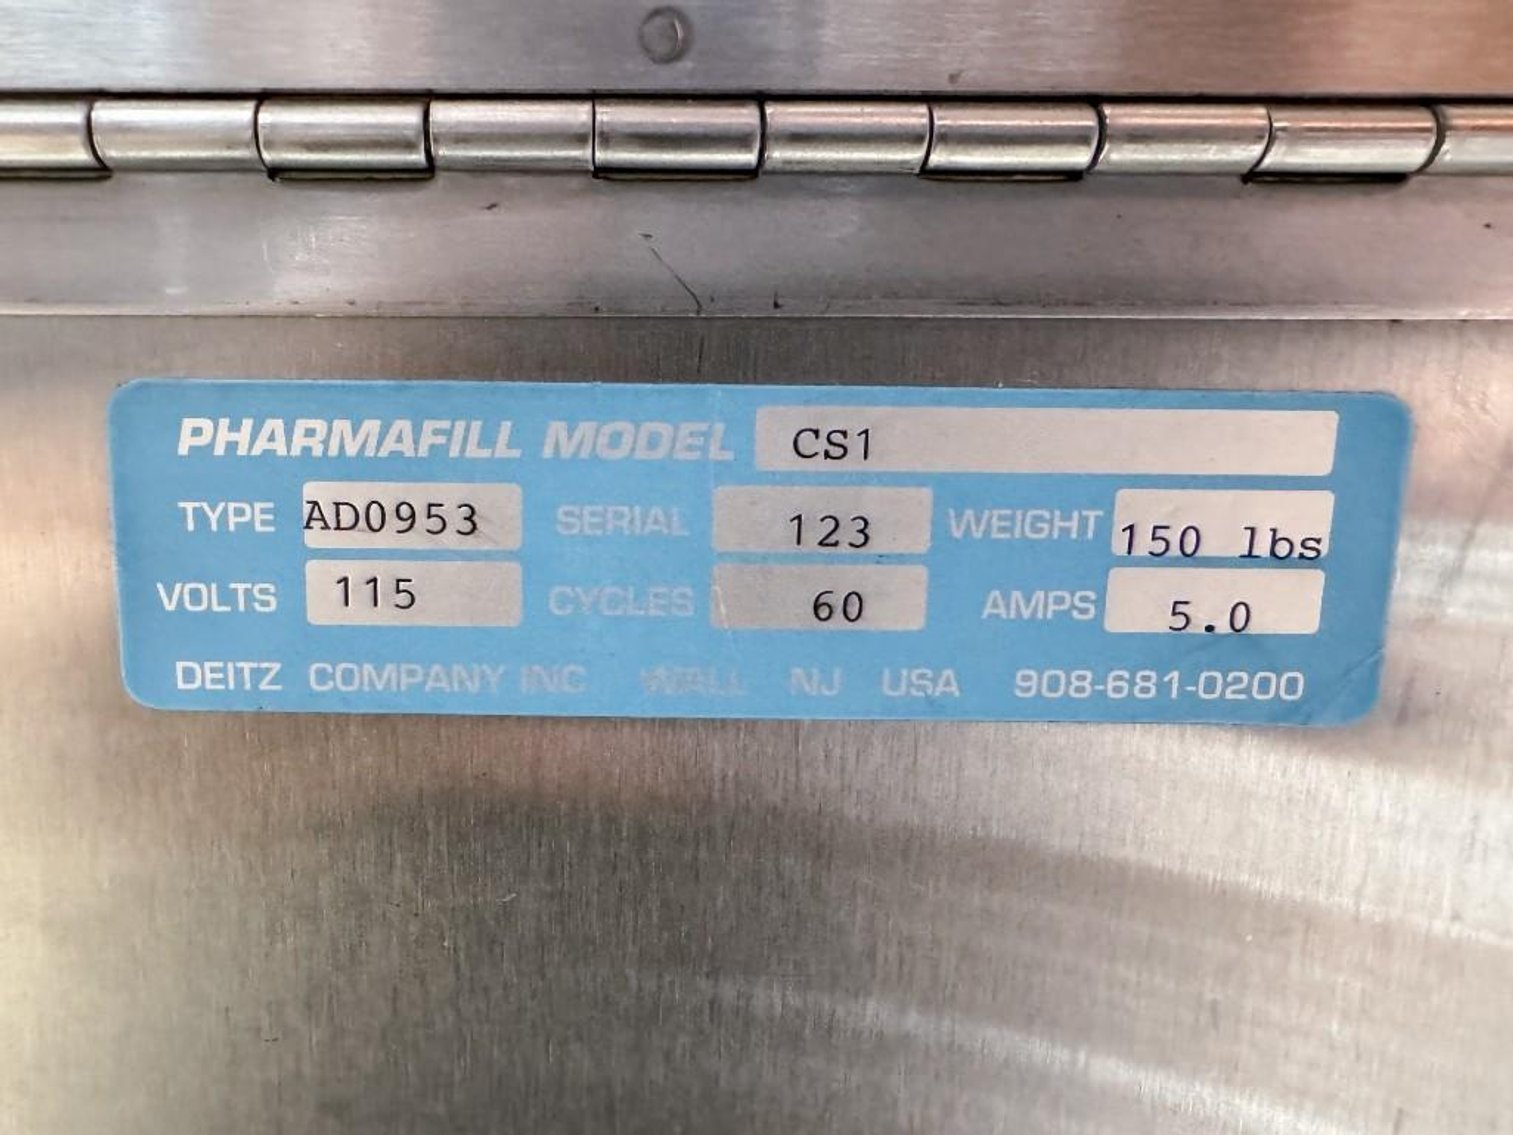 PHARMAFILL MODEL CS1
TYPE AD0953 SERIAL 123 WEIGHT 150 lbs
VOLTS 115 CYCLES 60 AMPS 5.0
DEITZ COMPANY INC WALL NJ USA 908-681-0200